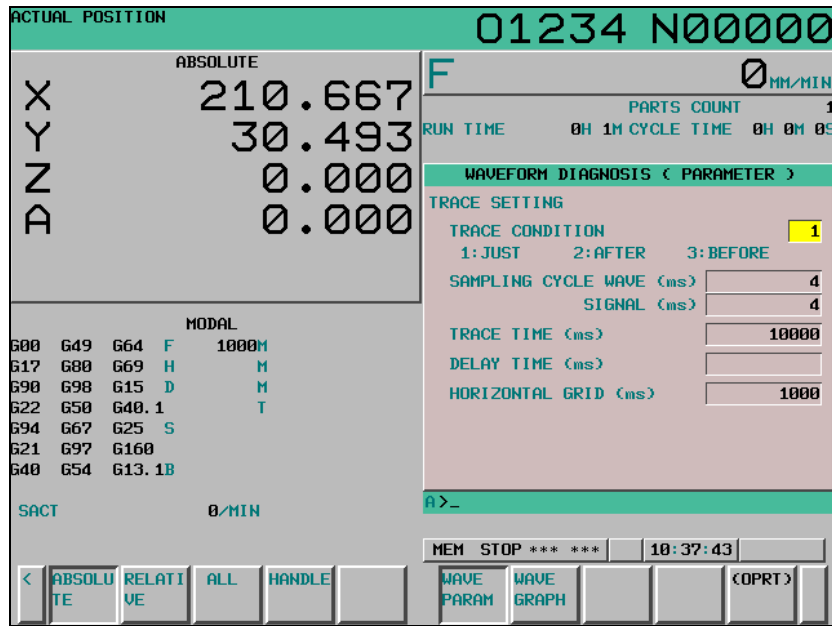 ACTUAL POSITION
O1234 N00000
ABSOLUTE
X 210.667
Y 30.493
Z 0.000
A 0.000
F 0 MM/MIN
PARTS COUNT 1
RUN TIME 0H 1M CYCLE TIME 0H 0M 0S
MODAL
G00 G49 G64 F 1000 M
G17 G80 G69 H M
G90 G98 G15 D M
G22 G50 G40.1 T
G94 G67 G25 S
G21 G97 G160
G40 G54 G13.1 B
SACT 0/MIN
WAVEFORM DIAGNOSIS ( PARAMETER )
TRACE SETTING
TRACE CONDITION 1
1:JUST 2:AFTER 3:BEFORE
SAMPLING CYCLE WAVE (ms) 4
SIGNAL (ms) 4
TRACE TIME (ms) 10000
DELAY TIME (ms)
HORIZONTAL GRID (ms) 1000
A>_
MEM STOP *** *** 10:37:43
< ABSOLU RELATI ALL HANDLE
TE VE
WAVE WAVE (OPRT)
PARAM GRAPH